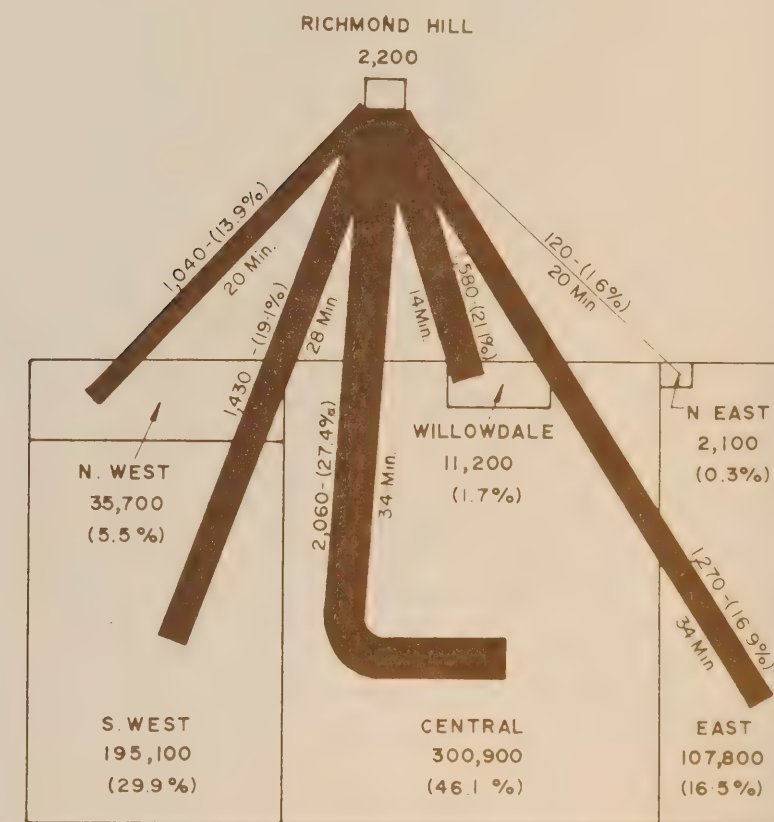 RICHMOND HILL
2,200
1,040-(13.9%)
20 Min.
1,430-(19.1%)
28 Min
2,060-(27.4%)
34 Min.
14 Min.
,580-(21.1%)
120-(1.6%)
20 Min
1,270-(16.9%)
34 Min
N. WEST
35,700
(5.5%)
WILLOWDALE
11,200
(1.7%)
N EAST
2,100
(0.3%)
S. WEST
195,100
(29.9%)
CENTRAL
300,900
(46.1 %)
EAST
107,800
(16.5%)